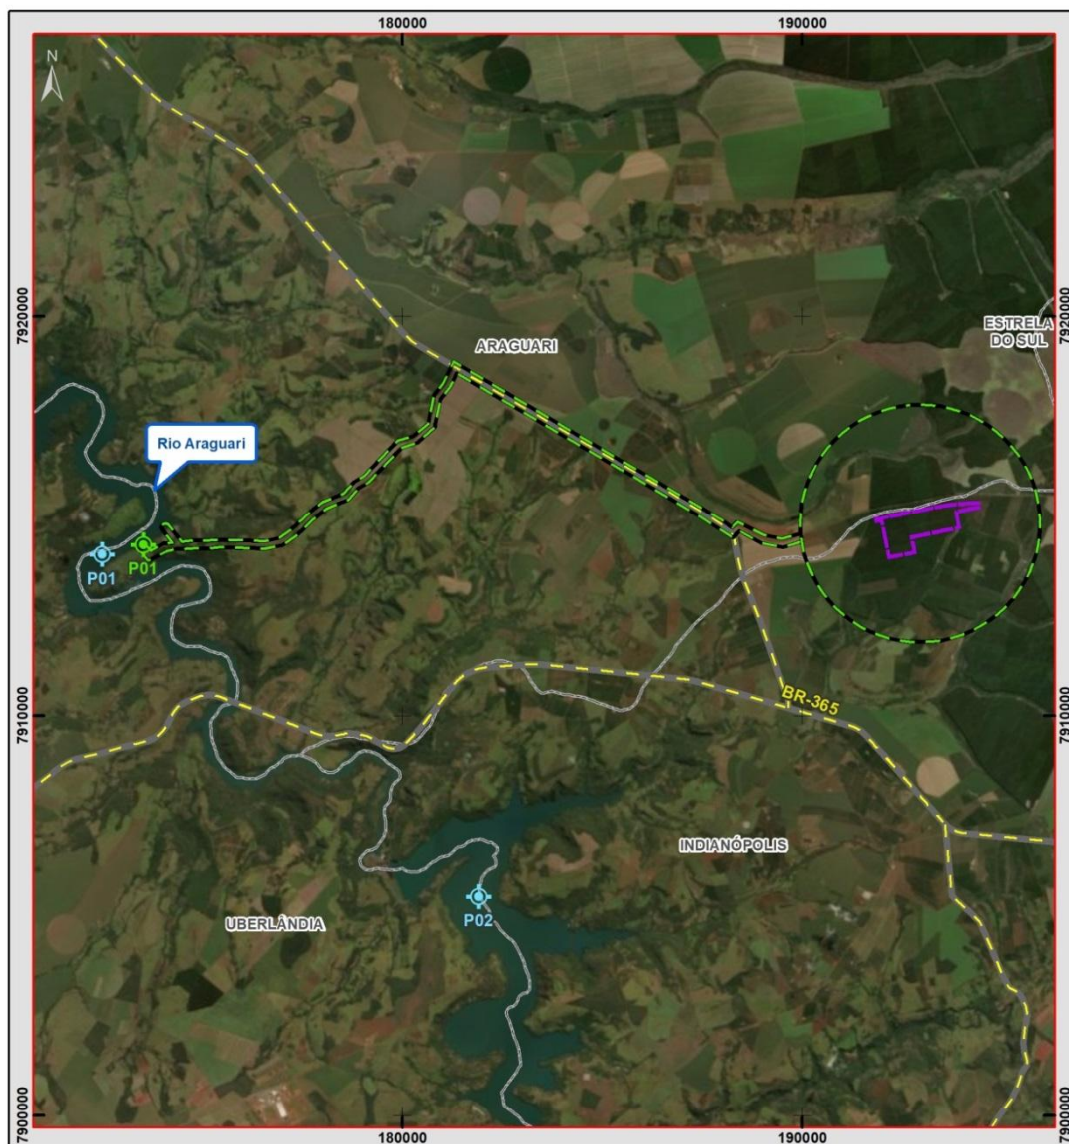 180000
190000
N
7920000
7920000
ARAGUARI
ESTRELA
DO SUL
Rio Araguari
P01
P01
7910000
7910000
BR-365
INDIANÓPOLIS
UBERLÂNDIA
P02
7900000
7900000
180000
190000